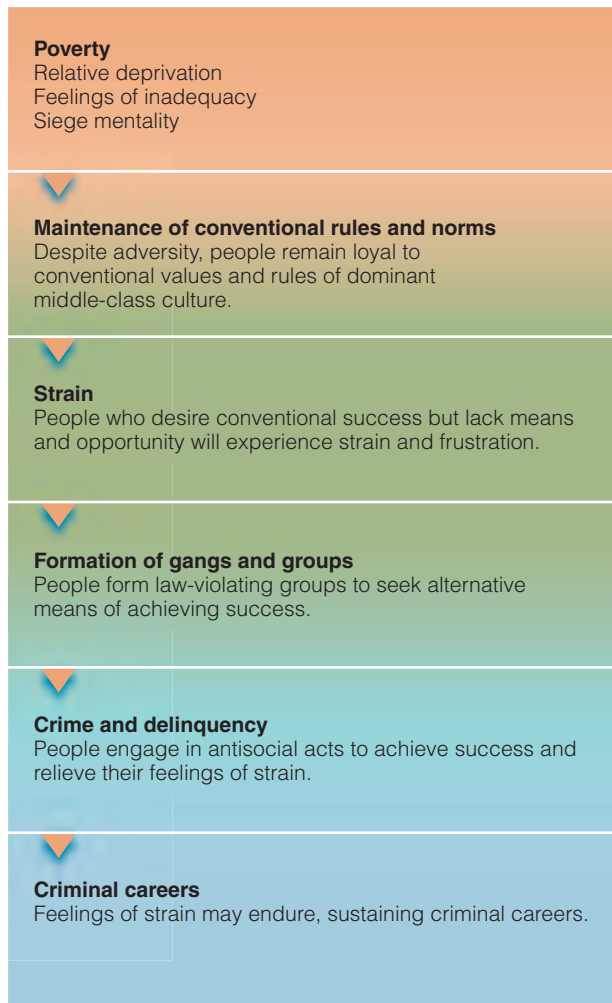 Poverty
Relative deprivation
Feelings of inadequacy
Siege mentality
Maintenance of conventional rules and norms
Despite adversity, people remain loyal to
conventional values and rules of dominant
middle-class culture.
Strain
People who desire conventional success but lack means
and opportunity will experience strain and frustration.
Formation of gangs and groups
People form law-violating groups to seek alternative
means of achieving success.
Crime and delinquency
People engage in antisocial acts to achieve success and
relieve their feelings of strain.
Criminal careers
Feelings of strain may endure, sustaining criminal careers.